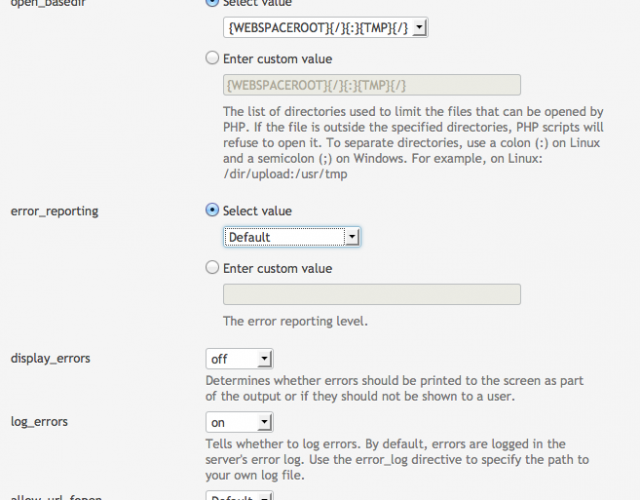 open_basedir
Select value
{WEBSPACEROOT}{/}{:}{TMP}{/}
Enter custom value
{WEBSPACEROOT}{/}{:}{TMP}{/}
The list of directories used to limit the files that can be opened by
PHP. If the file is outside the specified directories, PHP scripts will
refuse to open it. To separate directories, use a colon (:) on Linux
and a semicolon (;) on Windows. For example, on Linux:
/dir/upload:/usr/tmp
error_reporting
Select value
Default
Enter custom value
The error reporting level.
display_errors
off
Determines whether errors should be printed to the screen as part
of the output or if they should not be shown to a user.
log_errors
on
Tells whether to log errors. By default, errors are logged in the
server's error log. Use the error_log directive to specify the path to
your own log file.
allow_url_fopen
Default